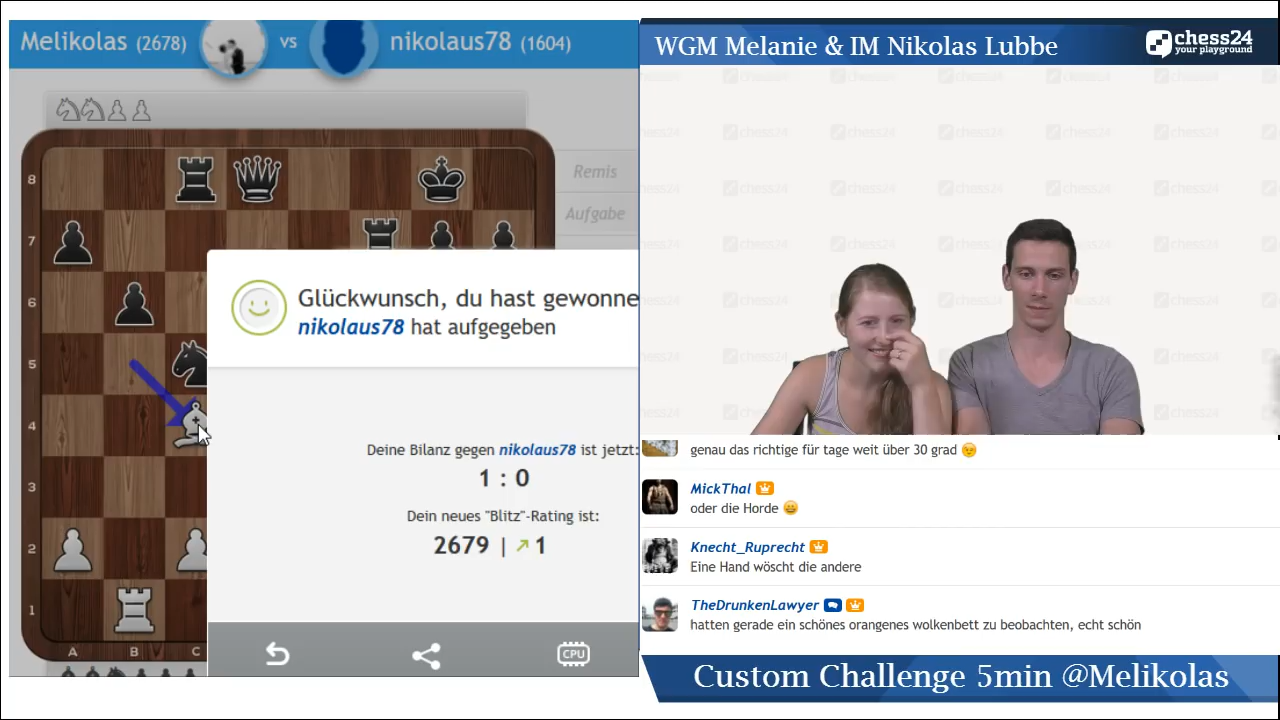 Melikolas (2678) vs nikolaus78 (1604)
Remis
Aufgabe
8
7
6
5
4
3
2
1
A B C
Glückwunsch, du hast gewonne
nikolaus78 hat aufgegeben
Deine Bilanz gegen nikolaus78 ist jetzt:
1 : 0
Dein neues "Blitz"-Rating ist:
2679 | 1
CPU
WGM Melanie & IM Nikolas Lubbe
chess24
your playground
genau das richtige für tage weit über 30 grad
MickThal
oder die Horde
Knecht_Ruprecht
Eine Hand wöscht die andere
TheDrunkenLawyer
hatten gerade ein schönes orangenes wolkenbett zu beobachten, echt schön
Custom Challenge 5min @Melikolas